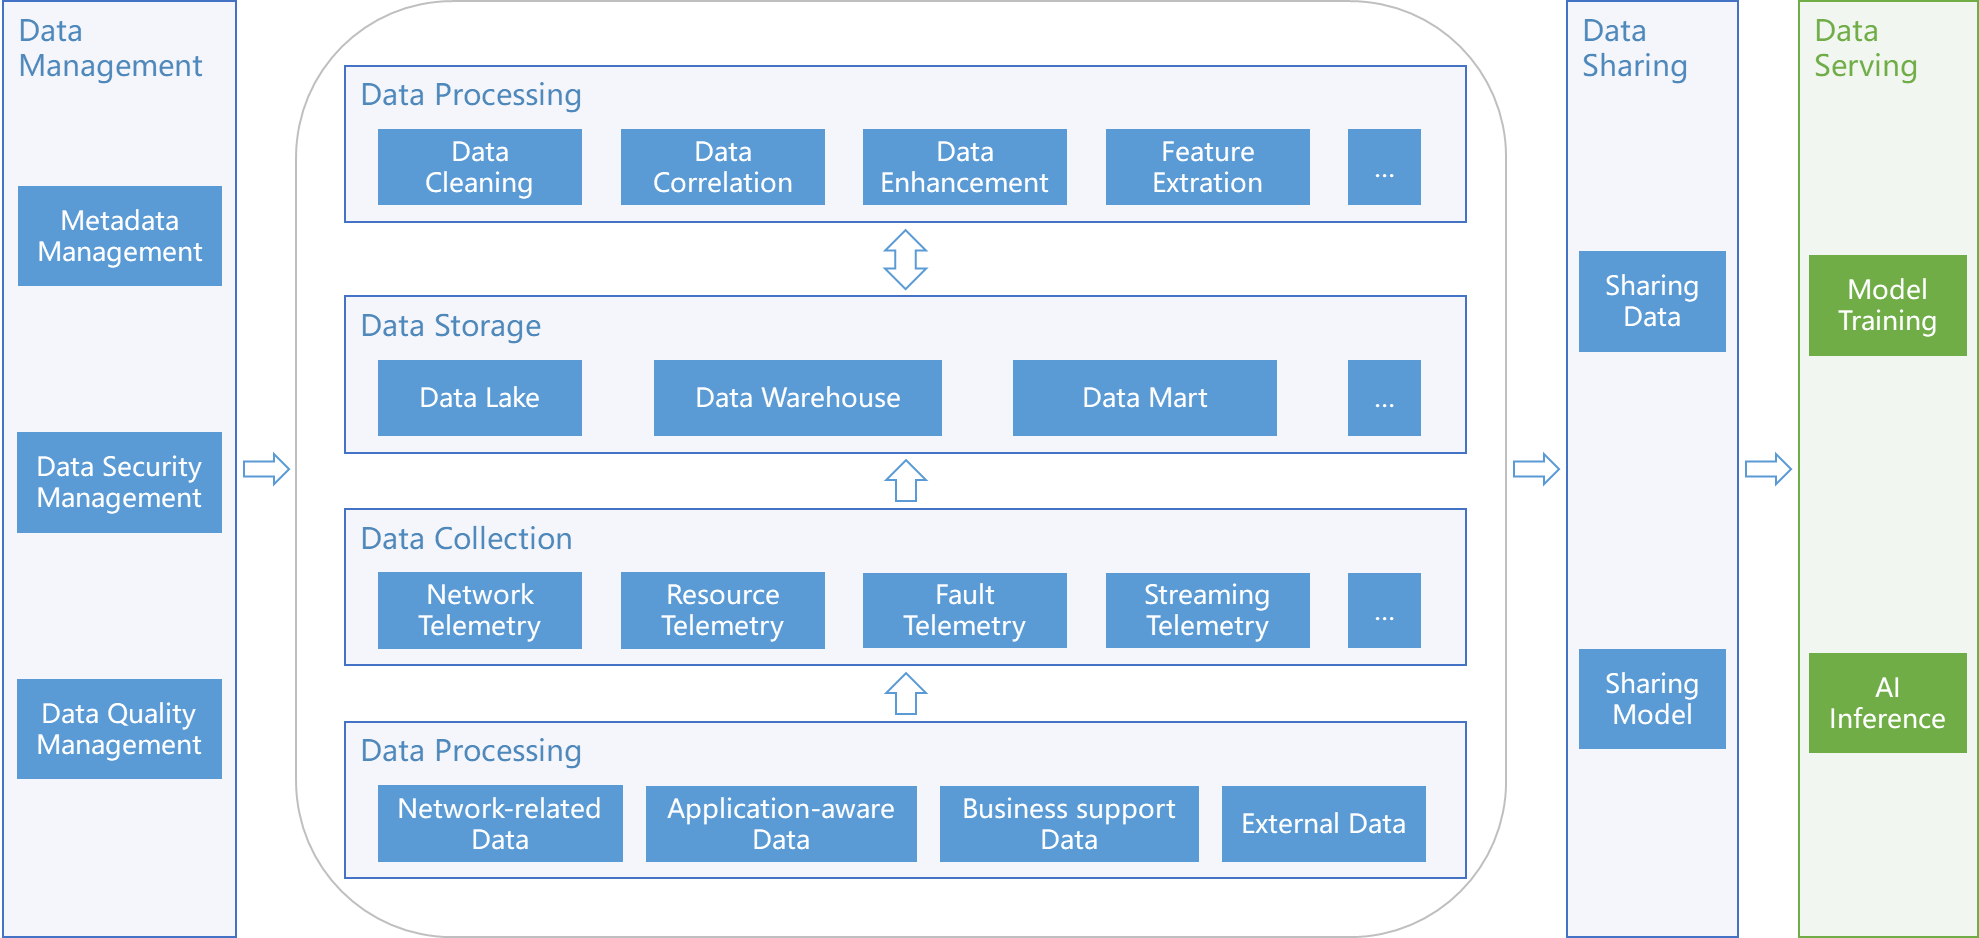 Data
Management
Metadata
Management
Data Security
Management
Data Quality
Management
Data Processing
Data
Cleaning
Data
Correlation
Data
Enhancement
Feature
Extration
...
Data Storage
Data Lake
Data Warehouse
Data Mart
...
Data Collection
Network
Telemetry
Resource
Telemetry
Fault
Telemetry
Streaming
Telemetry
...
Data Processing
Network-related
Data
Application-aware
Data
Business support
Data
External Data
Data
Sharing
Sharing
Data
Sharing
Model
Data
Serving
Model
Training
AI
Inference